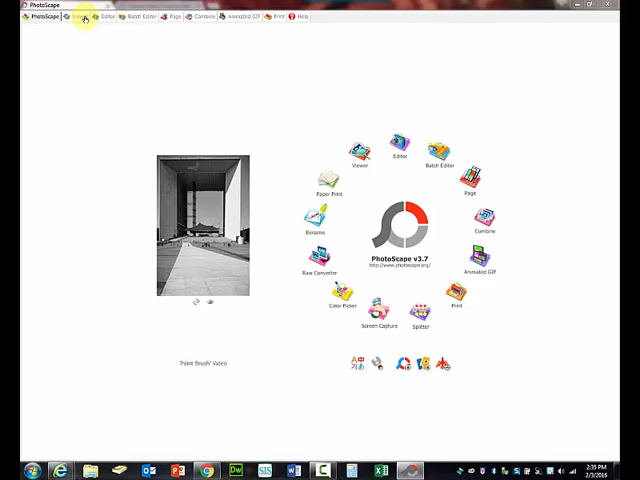 PhotoScape
PhotoScape Viewer Editor Batch Editor Page Combine Animated GIF Print Help
Editor
Viewer
Batch Editor
Paper Print
Page
Rename
Combine
PhotoScape v3.7
http://www.photoscape.org/
Raw Converter
Animated GIF
Color Picker
Print
Screen Capture
Splitter
'Paint Brush' Video
2:35 PM
2/3/2016